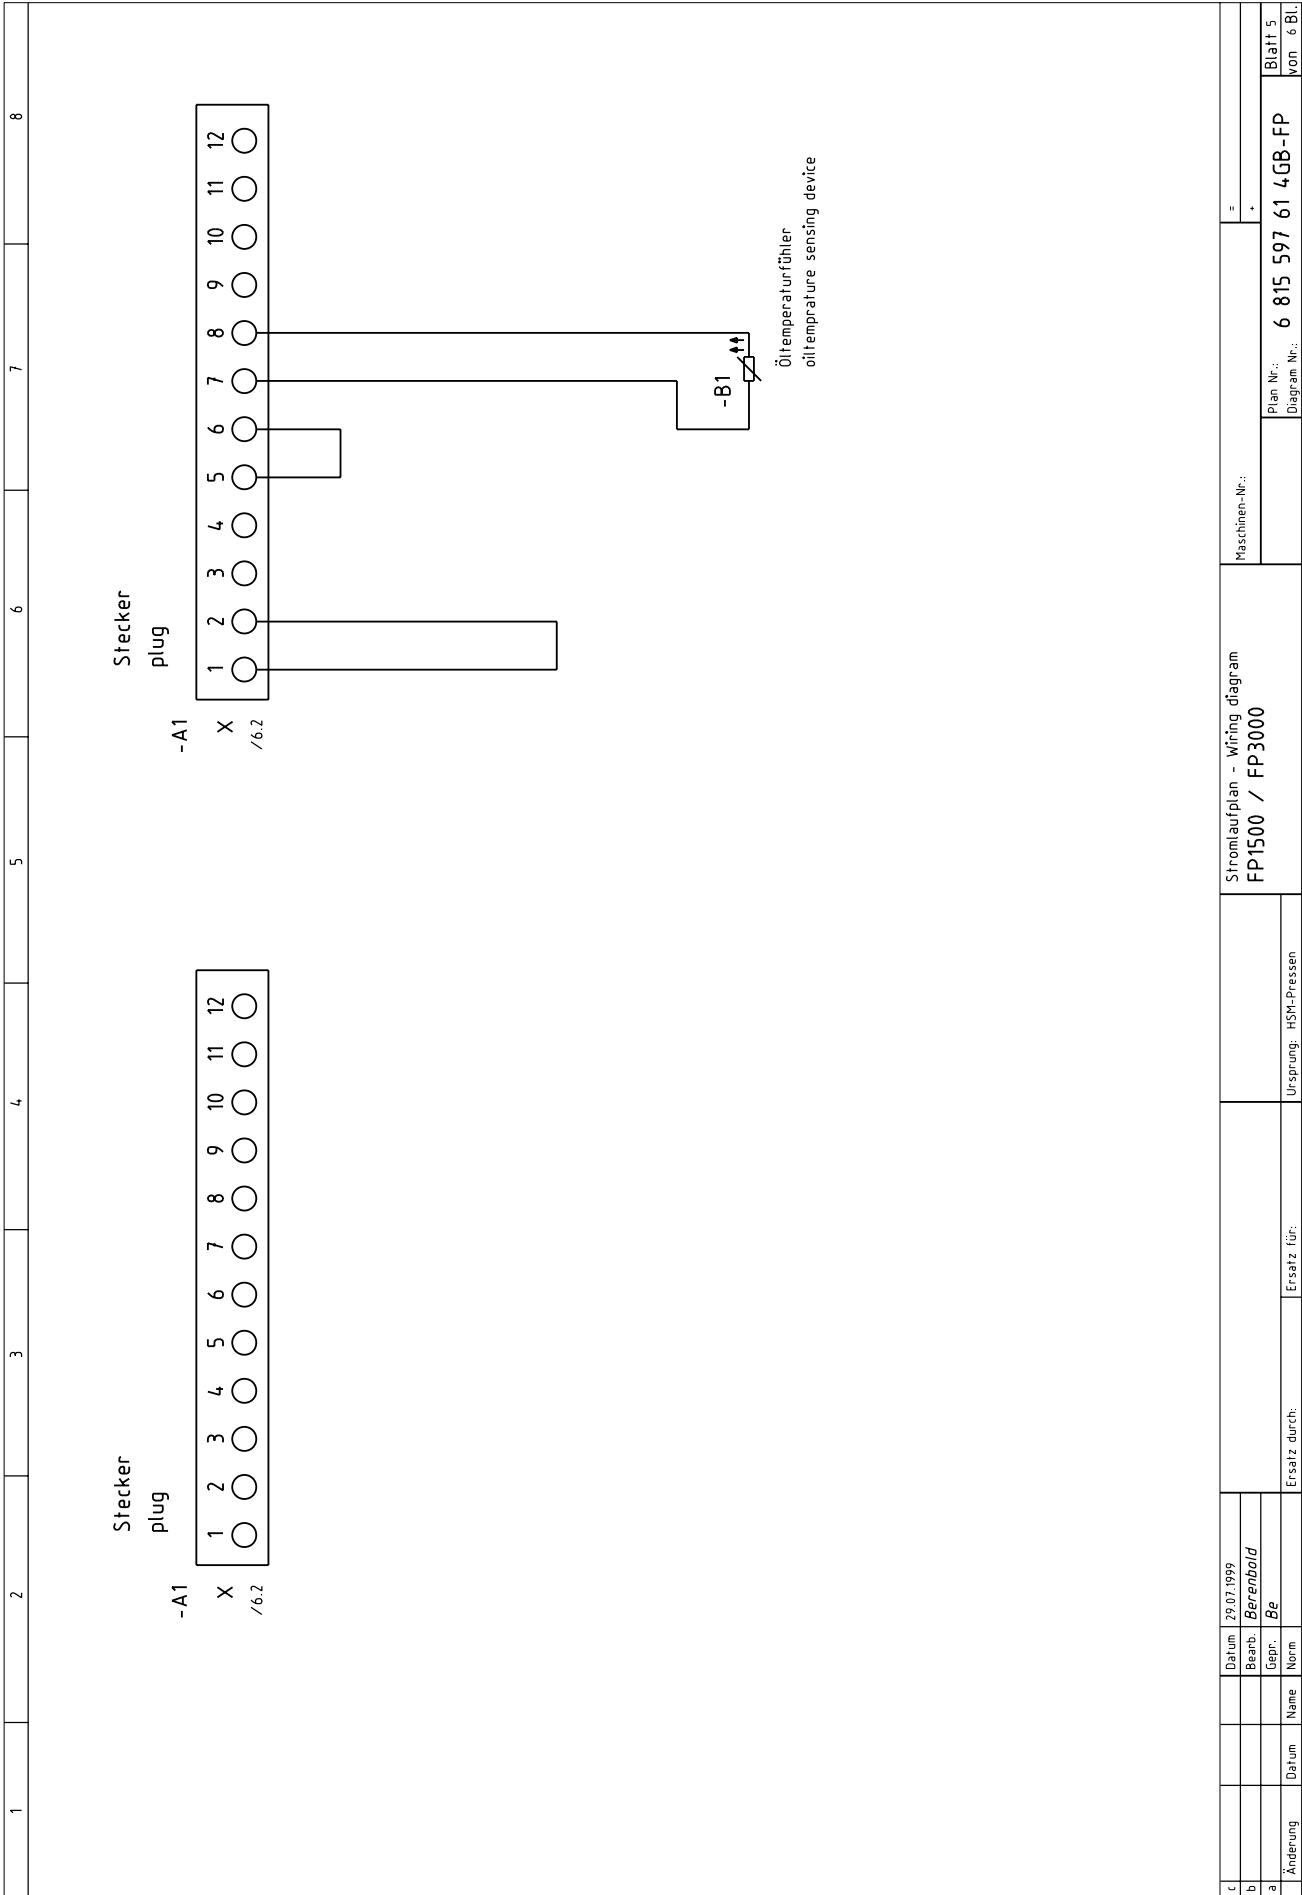 1 2 3 4 5 6 7 8
Stecker
plug
-A1
X
/6.2
1 2 3 4 5 6 7 8 9 10 11 12
Stecker
plug
-A1
X
/6.2
1 2 3 4 5 6 7 8 9 10 11 12
-B1
Öltemperaturfühler
oiltemprature sensing device
c
b
a
Änderung Datum Name Norm
Datum 29.07.1999
Bearb. Berenbold
Gepr. Be
Ersatz durch:
Ersatz für:
Ursprung: HSM-Pressen
Stromlaufplan - Wiring diagram
FP1500 / FP3000
Maschinen-Nr.:
=
+
Plan Nr.:
Diagram Nr.: 6 815 597 61 4GB-FP
Blatt 5
von 6 Bl.